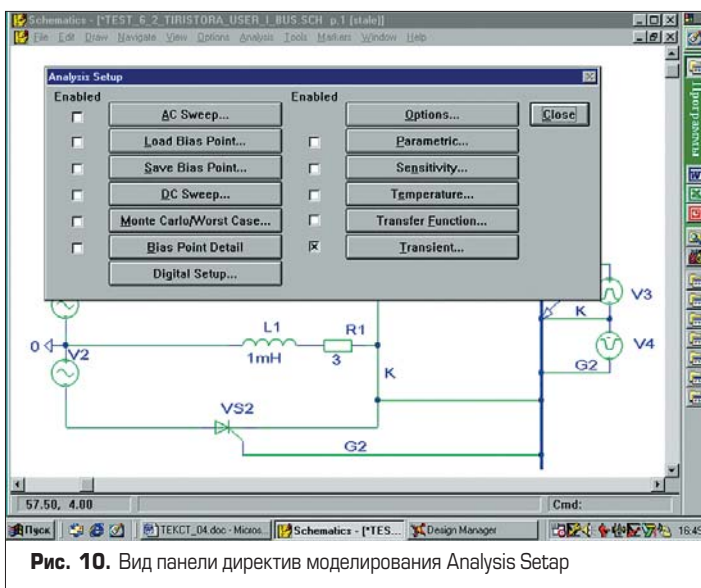 Schematics - [*TEST_6_2_TIRISTORA_USER_I_BUS.SCH p.1 (stale)]
File Edit Draw Navigate View Options Analysis Tools Markers Window Help
Analysis Setup
Enabled Enabled
AC Sweep... Options... Close
Load Bias Point... Parametric...
Save Bias Point... Sensitivity...
DC Sweep... Temperature...
Monte Carlo/Worst Case... Transfer Function...
Bias Point Detail Transient...
Digital Setup...
Программы
V3
K
L1 R1
0 V2 V4
1mH 3
K G2
VS2
G2
57.50, 4.00 Cmd:
Пуск ТЕКСТ_04.doc - Micros... Schematics - [*TES... Design Manager 16:45
Рис. 10. Вид панели директив моделирования Analysis Setap